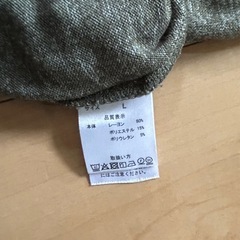 L
品質表示
本体 レーヨン 80%
ポリエステル 15%
ポリウレタン 5%
取扱い方
にはご注意ください。